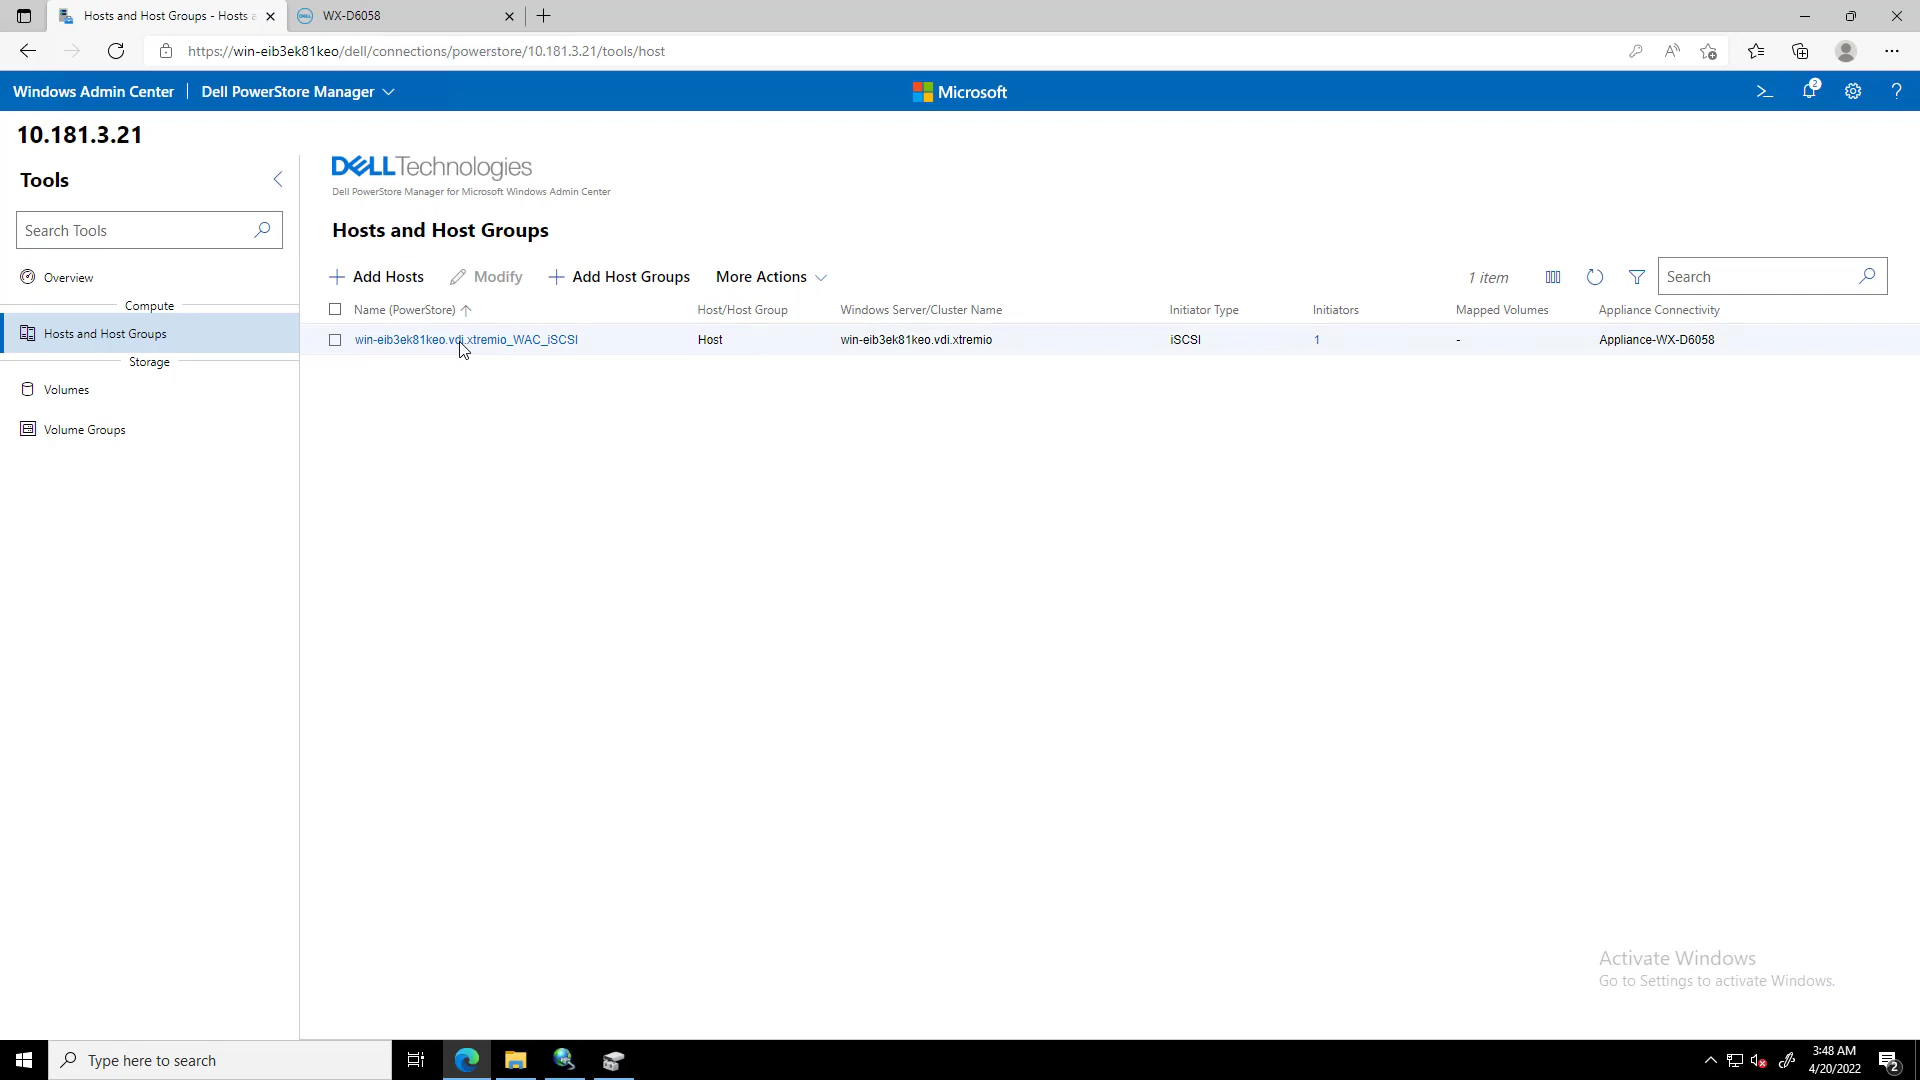 Hosts and Host Groups - Hosts a
WX-D6058
https://win-eib3ek81keo/dell/connections/powerstore/10.181.3.21/tools/host
Windows Admin Center
Dell PowerStore Manager
Microsoft
2
10.181.3.21
Tools
Search Tools
Overview
Compute
Hosts and Host Groups
Storage
Volumes
Volume Groups
DELLTechnologies
Dell PowerStore Manager for Microsoft Windows Admin Center
Hosts and Host Groups
Add Hosts Modify Add Host Groups More Actions 1 item Search
Name (PowerStore) Host/Host Group Windows Server/Cluster Name Initiator Type Initiators Mapped Volumes Appliance Connectivity
win-eib3ek81keo.vdi.xtremio_WAC_iSCSI Host win-eib3ek81keo.vdi.xtremio iSCSI 1 - Appliance-WX-D6058
Activate Windows
Go to Settings to activate Windows.
Type here to search
3:48 AM
4/20/2022
2